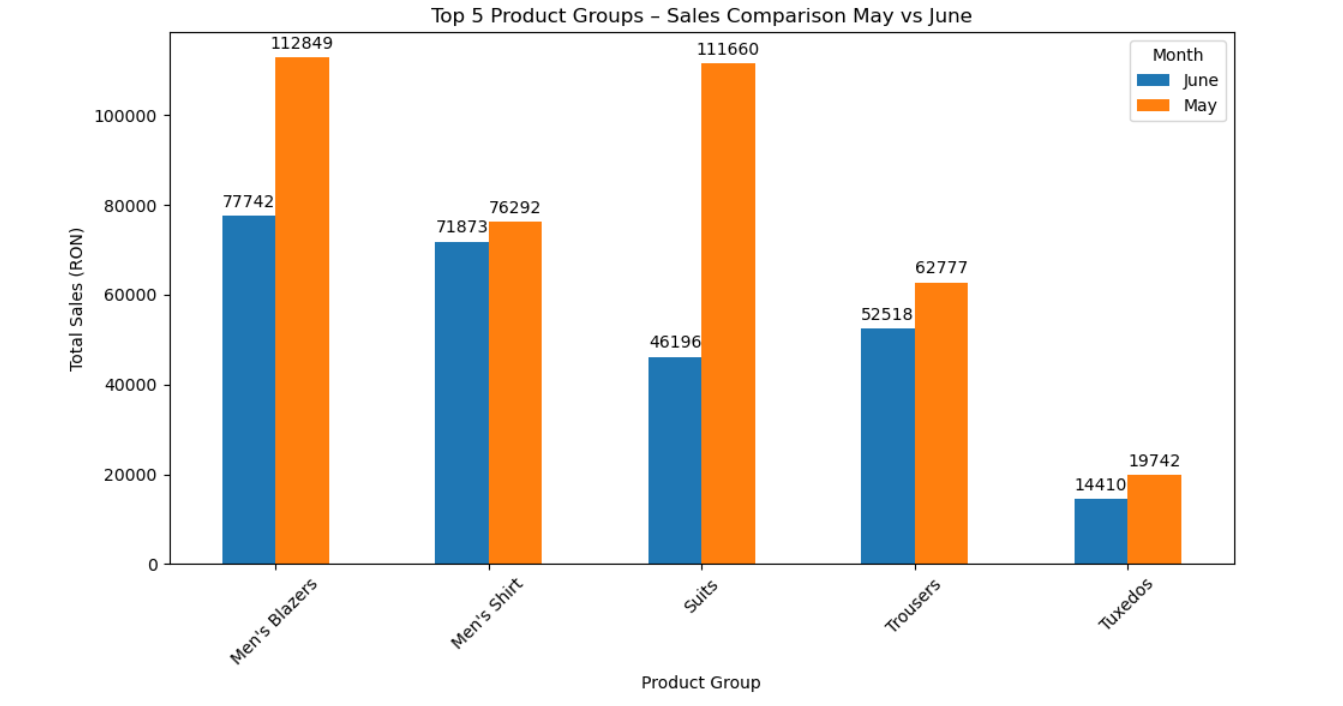 Top 5 Product Groups – Sales Comparison May vs June
112849
111660
Month
June
May
100000
77742
80000
76292
71873
Total Sales (RON)
62777
60000
52518
46196
40000
20000
19742
14410
0
Men's Blazers
Men's Shirt
Suits
Trousers
Tuxedos
Product Group